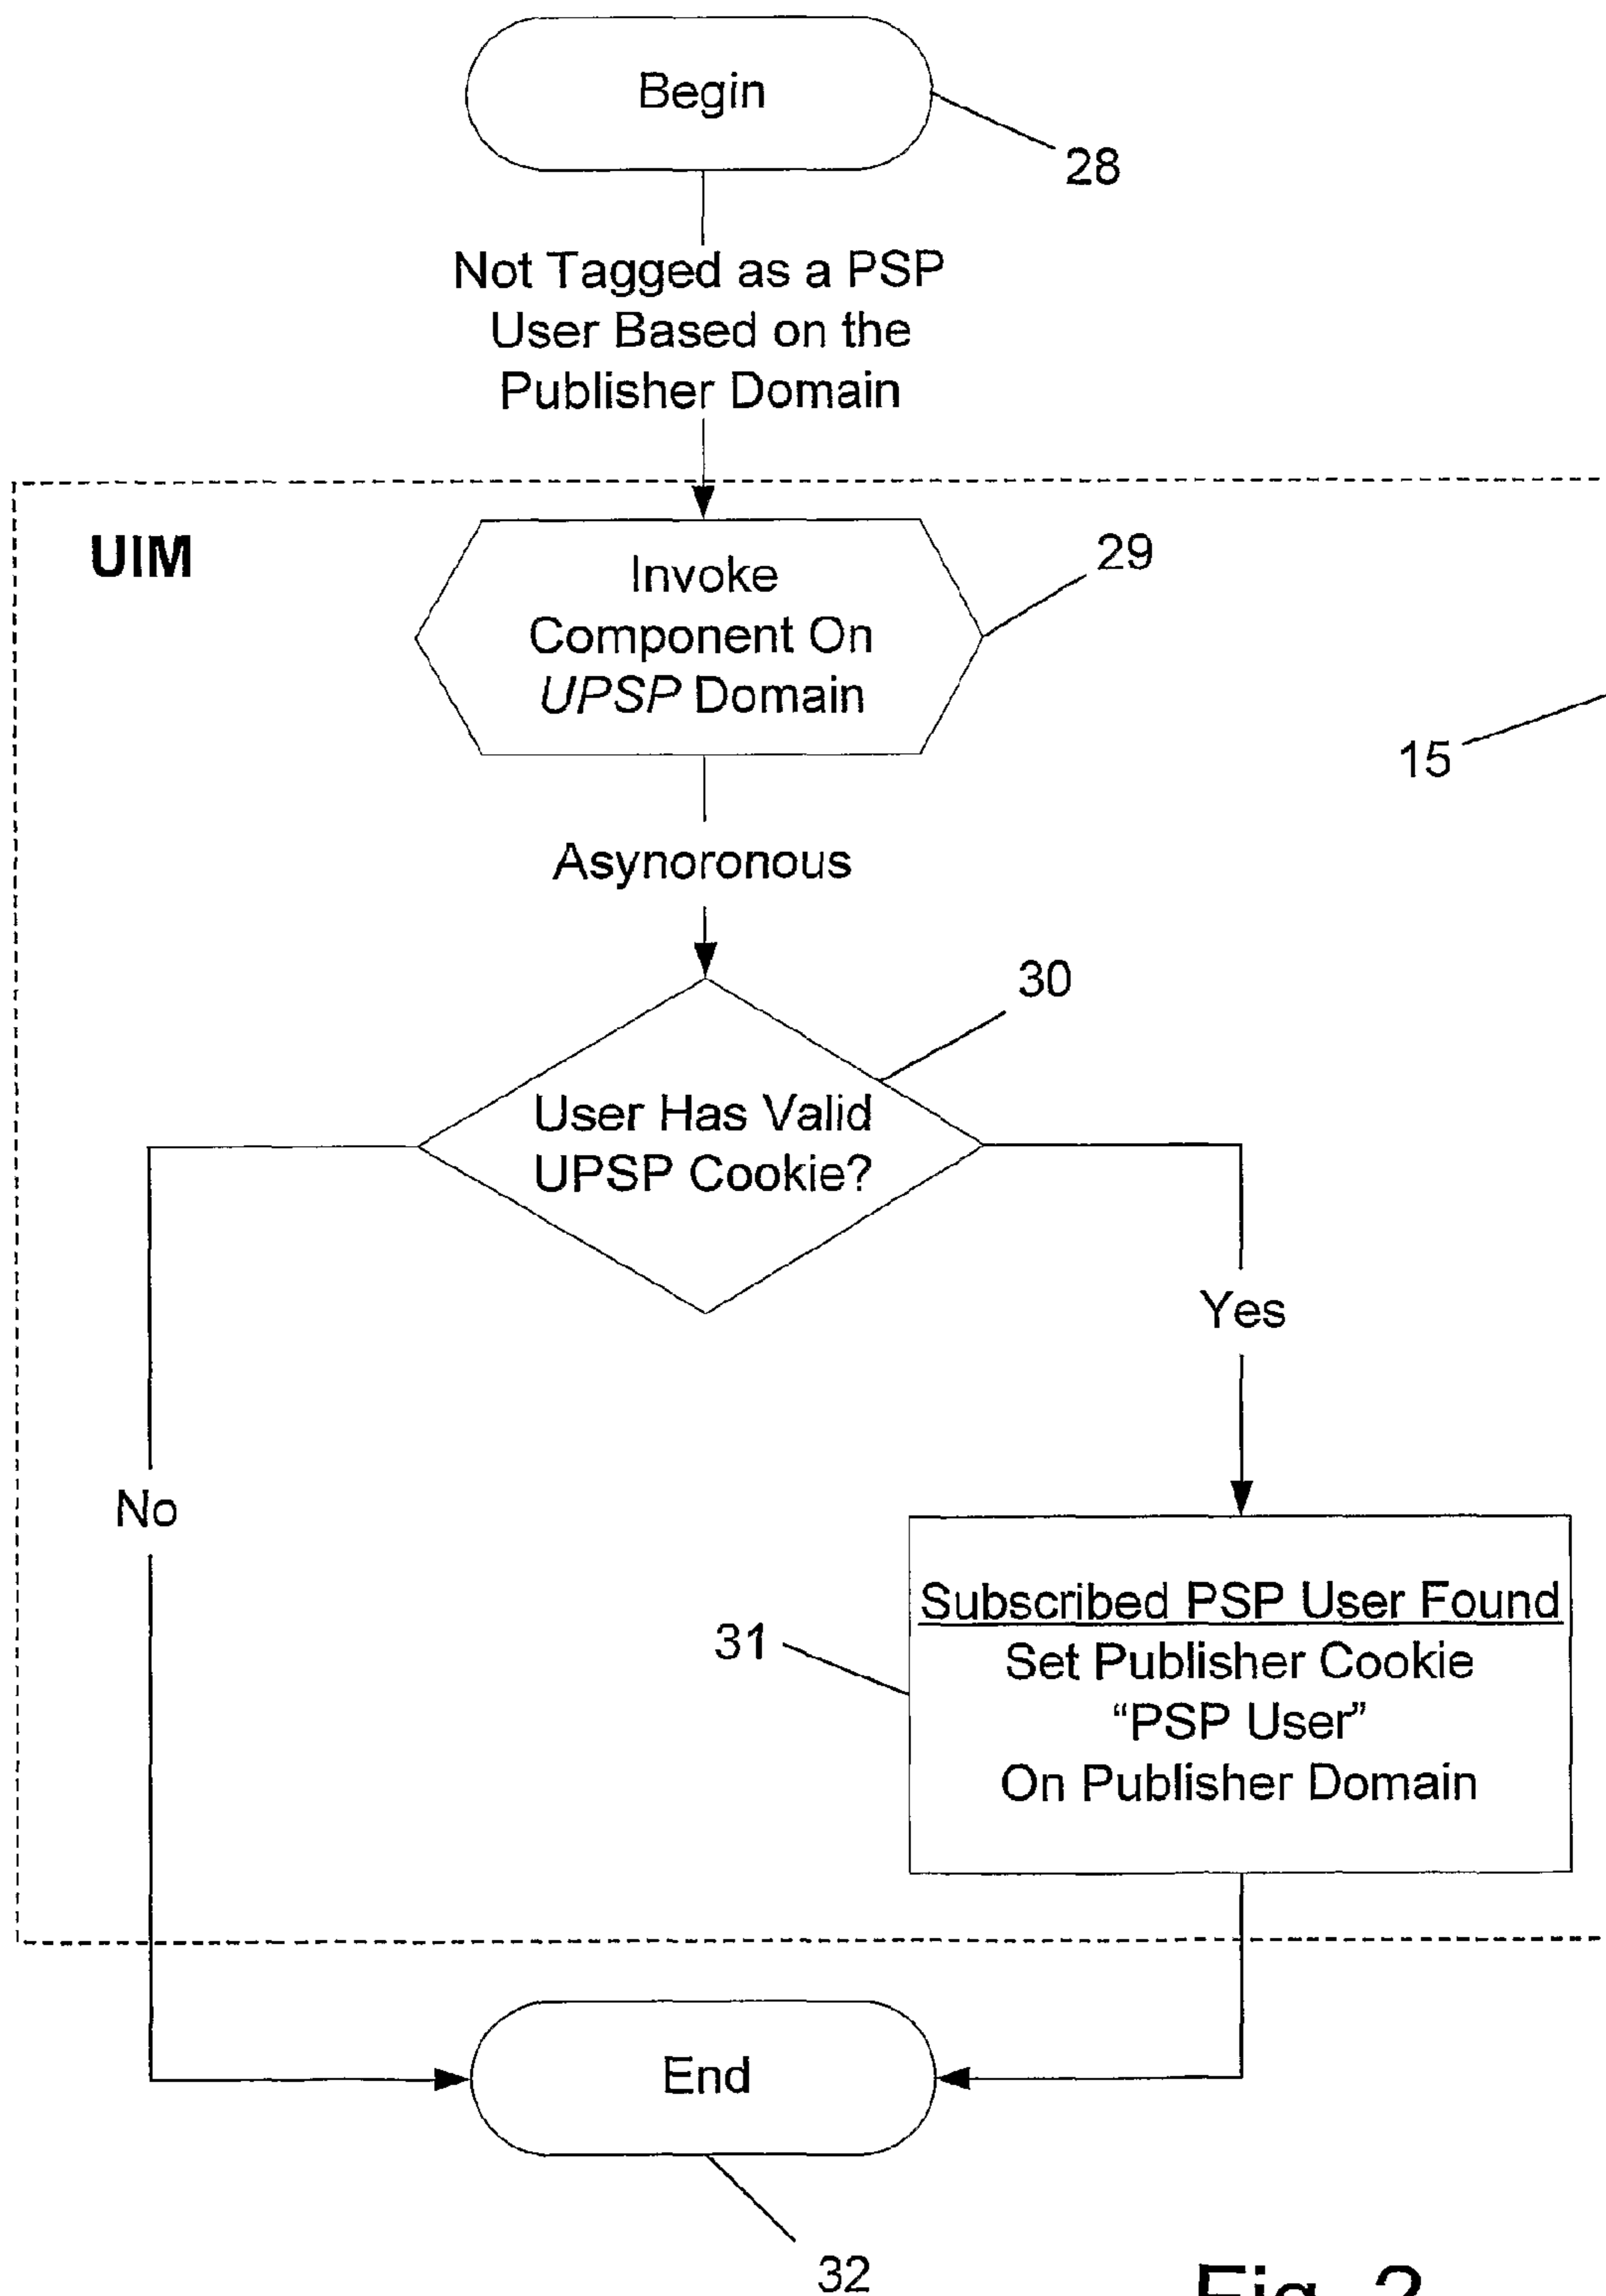 Begin
28
Not Tagged as a PSP
User Based on the
Publisher Domain
UIM
Invoke
Component On
UPSP Domain
29
15
Asynoronous
30
User Has Valid
UPSP Cookie?
Yes
No
Subscribed PSP User Found
Set Publisher Cookie
“PSP User”
On Publisher Domain
31
End
32
Fig. 2